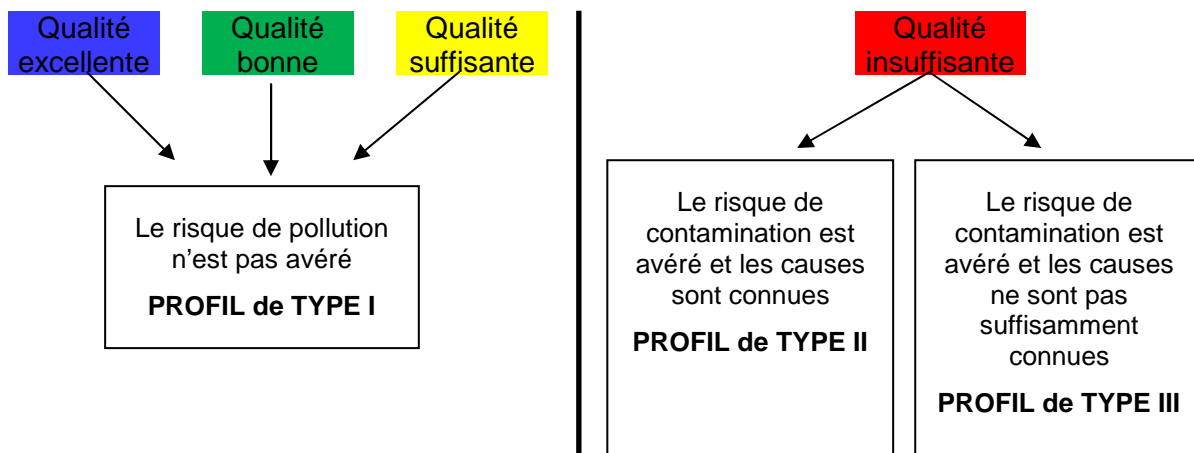 Qualité
excellente
Qualité
bonne
Qualité
suffisante
Qualité
insuffisante
Le risque de pollution
n’est pas avéré
PROFIL de TYPE I
Le risque de
contamination est
avéré et les causes
sont connues
PROFIL de TYPE II
Le risque de
contamination est
avéré et les causes
ne sont pas
suffisamment
connues
PROFIL de TYPE III